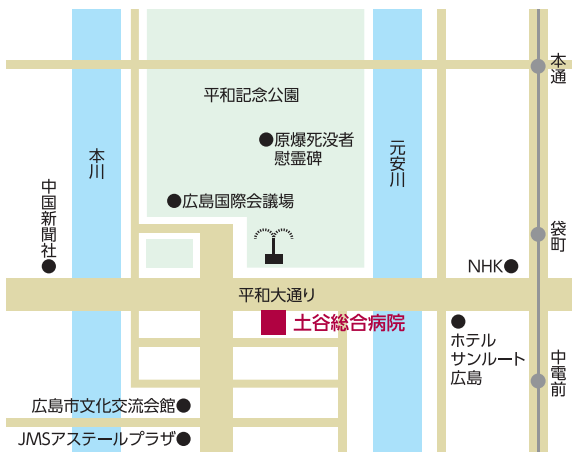 本通
平和記念公園
原爆死没者
慰霊碑
本川
元安川
中国新聞社
広島国際会議場
袋町
NHK
平和大通り
土谷総合病院
ホテル
サンルート
広島
中電前
広島市文化交流会館
JMSアステールプラザ